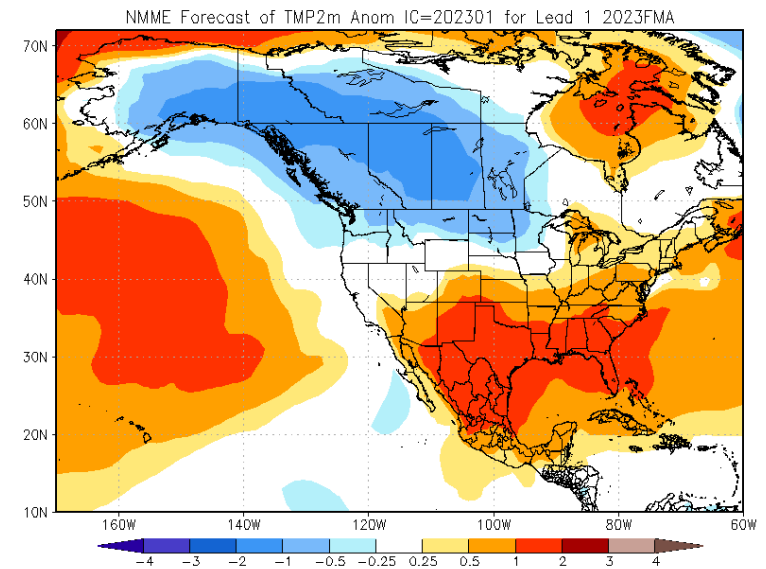 NMME Forecast of TMP2m Anom IC=202301 for Lead 1 2023FMA
70N
60N
50N
40N
30N
20N
10N
160W 140W 120W 100W 80W 60W
-4 -3 -2 -1 -0.5 -0.25 0.25 0.5 1 2 3 4